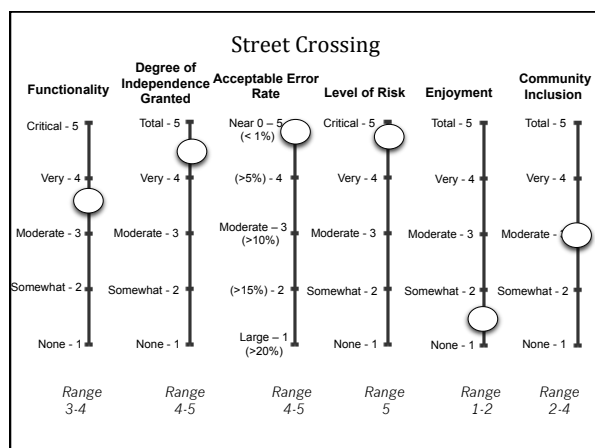 Street Crossing
Functionality
Critical - 5
Very - 4
Moderate - 3
Somewhat - 2
None - 1
Range
3-4
Degree of
Independence
Granted
Total - 5
Very - 4
Moderate - 3
Somewhat - 2
None - 1
Range
4-5
Acceptable Error
Rate
Near 0 – 5
(< 1%)
(>5%) - 4
Moderate – 3
(>10%)
(>15%) - 2
Large – 1
(>20%)
Range
4-5
Level of Risk
Critical - 5
Very - 4
Moderate - 3
Somewhat - 2
None - 1
Range
5
Enjoyment
Total - 5
Very - 4
Moderate - 3
Somewhat - 2
None - 1
Range
1-2
Community
Inclusion
Total - 5
Very - 4
Moderate -
Somewhat - 2
None - 1
Range
2-4